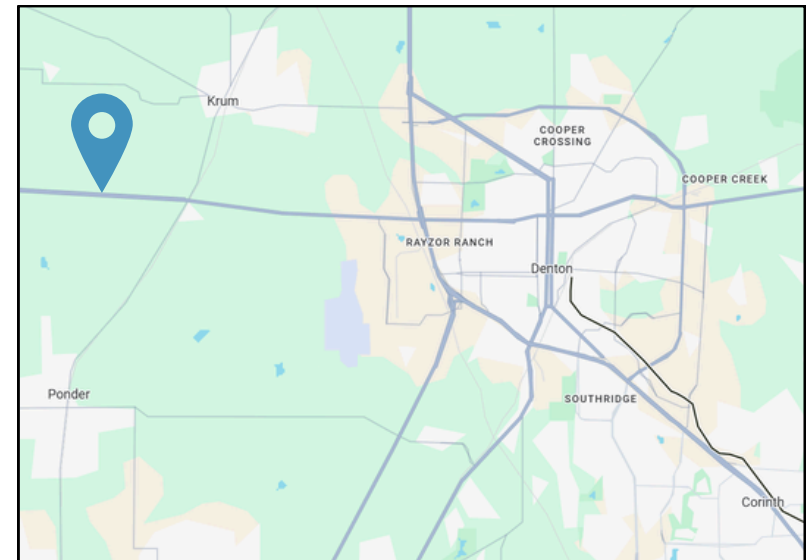 Krum
COOPER
CROSSING
COOPER CREEK
RAYZOR RANCH
Denton
Ponder
SOUTHRIDGE
Corinth